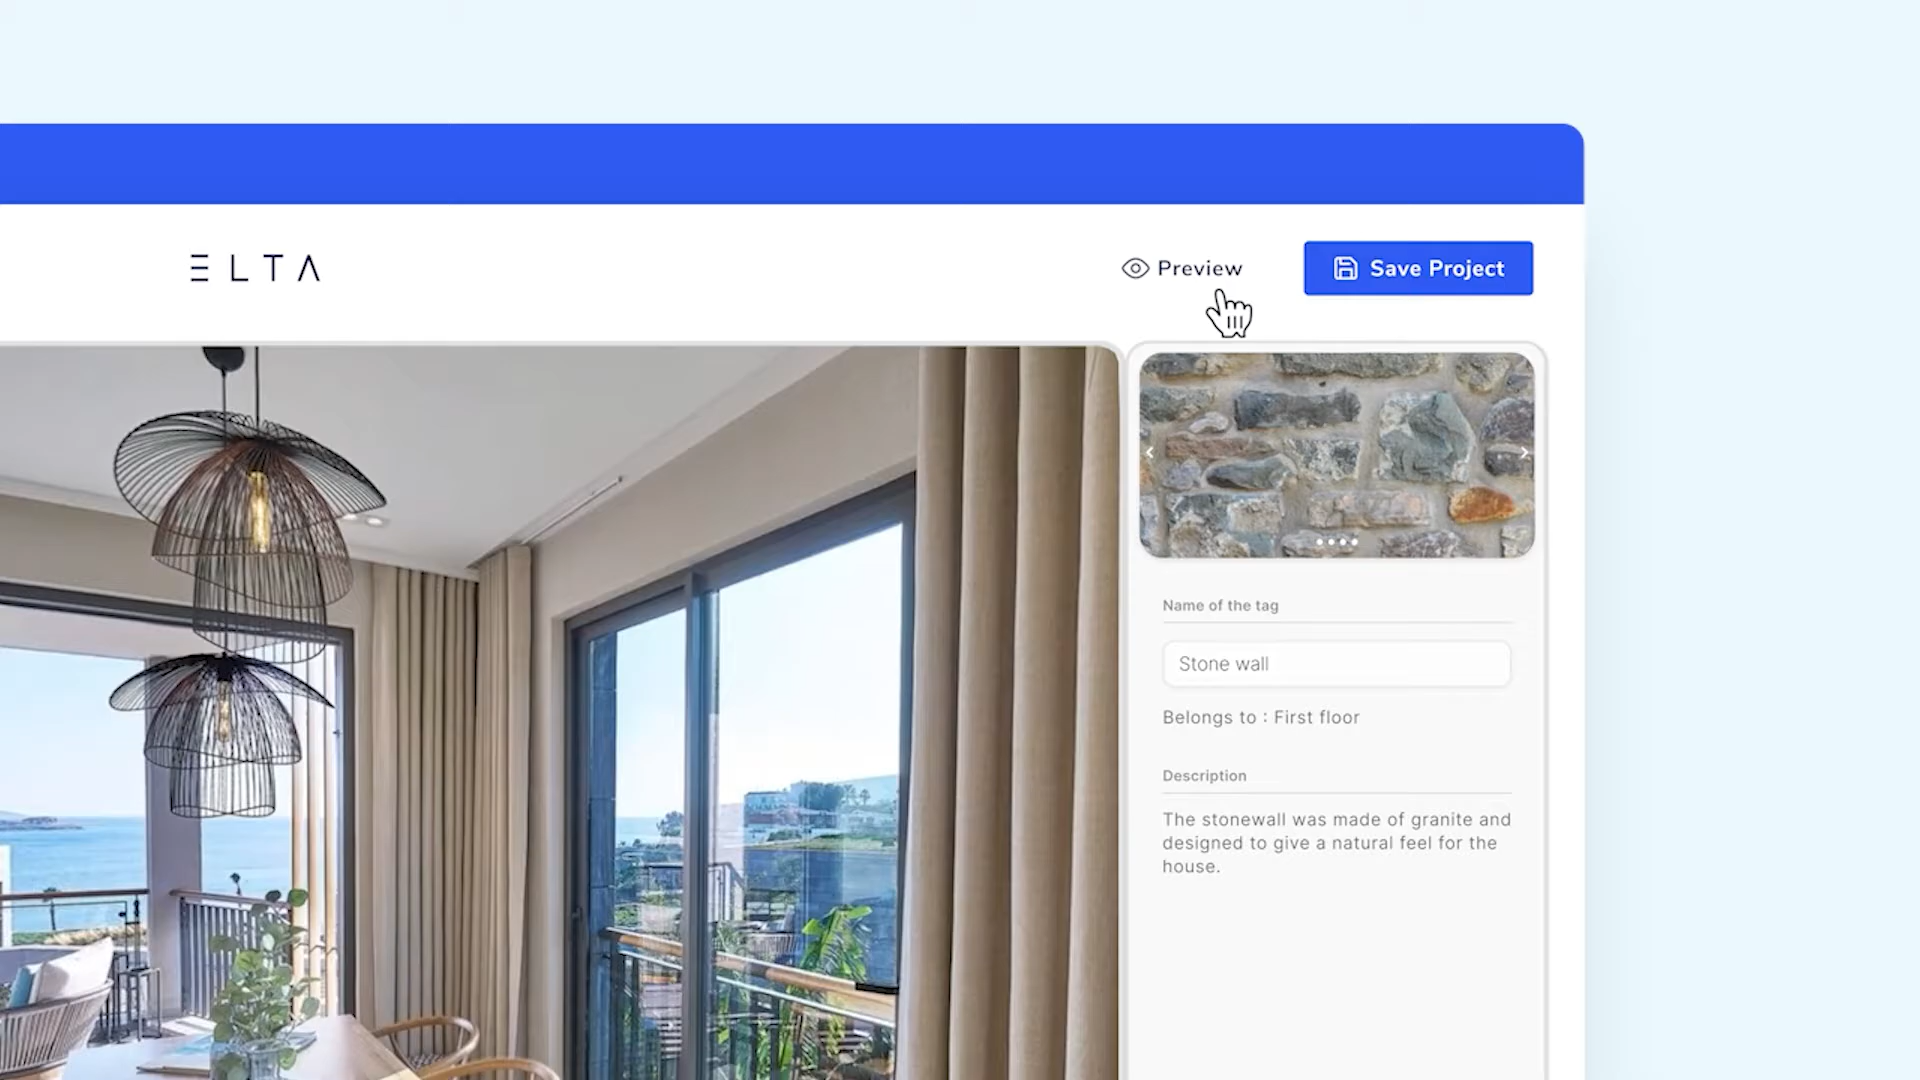 ELTA
Preview
Save Project
Name of the tag
Stone wall
Belongs to : First floor
Description
The stonewall was made of granite and
designed to give a natural feel for the
house.